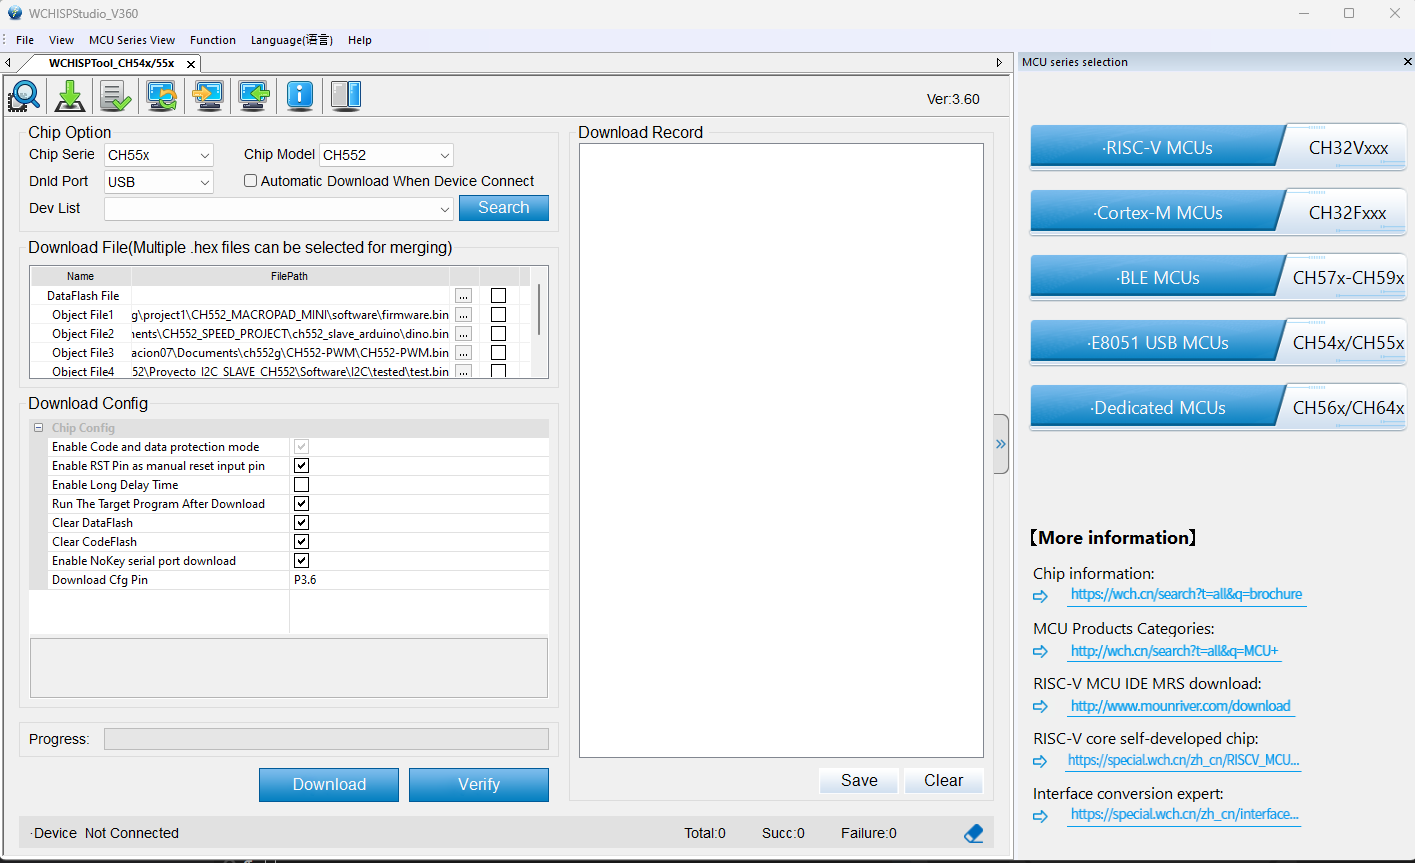 WCHISPStudio_V360
File View MCU Series View Function Language(语言) Help
WCHISPTool_CH54x/55x
MCU series selection
Ver:3.60
Chip Option
Chip Serie CH55x Chip Model CH552
Dnld Port USB Automatic Download When Device Connect
Dev List Search
Download File(Multiple .hex files can be selected for merging)
Name FilePath
DataFlash File ...
Object File1 g\project1\CH552_MACROPAD_MINI\software\firmware.bin ...
Object File2 nents\CH552_SPEED_PROJECT\ch552_slave_arduino\dino.bin ...
Object File3 acion07\Documents\ch552g\CH552-PWM\CH552-PWM.bin ...
Object File4 52\Proyecto_I2C_SLAVE_CH552\Software\I2C\tested\test.bin ...
Download Config
Chip Config
Enable Code and data protection mode
Enable RST Pin as manual reset input pin
Enable Long Delay Time
Run The Target Program After Download
Clear DataFlash
Clear CodeFlash
Enable NoKey serial port download
Download Cfg Pin P3.6
Progress:
Download Verify
·Device Not Connected
Download Record
Save Clear
Total:0 Succ:0 Failure:0
·RISC-V MCUs CH32Vxxx
·Cortex-M MCUs CH32Fxxx
·BLE MCUs CH57x-CH59x
·E8051 USB MCUs CH54x/CH55x
·Dedicated MCUs CH56x/CH64x
【More information】
Chip information:
https://wch.cn/search?t=all&q=brochure
MCU Products Categories:
http://wch.cn/search?t=all&q=MCU+
RISC-V MCU IDE MRS download:
http://www.mounriver.com/download
RISC-V core self-developed chip:
https://special.wch.cn/zh_cn/RISCV_MCU...
Interface conversion expert:
https://special.wch.cn/zh_cn/interface...